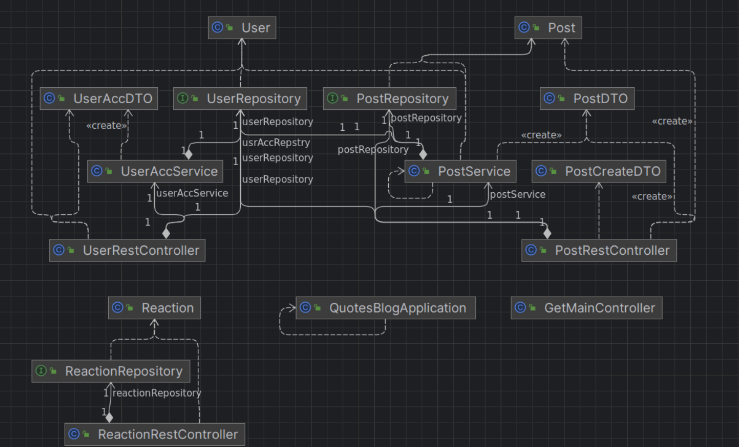 User
Post
UserAccDTO
UserRepository
PostRepository
PostDTO
userRepository
1
1 1
1
postRepository
«create»
«create»
«create»
1
usrAccRepstry
postRepository
1
1
1
userRepository
UserAccService
PostService
PostCreateDTO
userRepository
1
userAccService
1
postService
«create»
1
1
1 1
1
UserRestController
PostRestController
Reaction
QuotesBlogApplication
GetMainController
ReactionRepository
1
reactionRepository
1
ReactionRestController